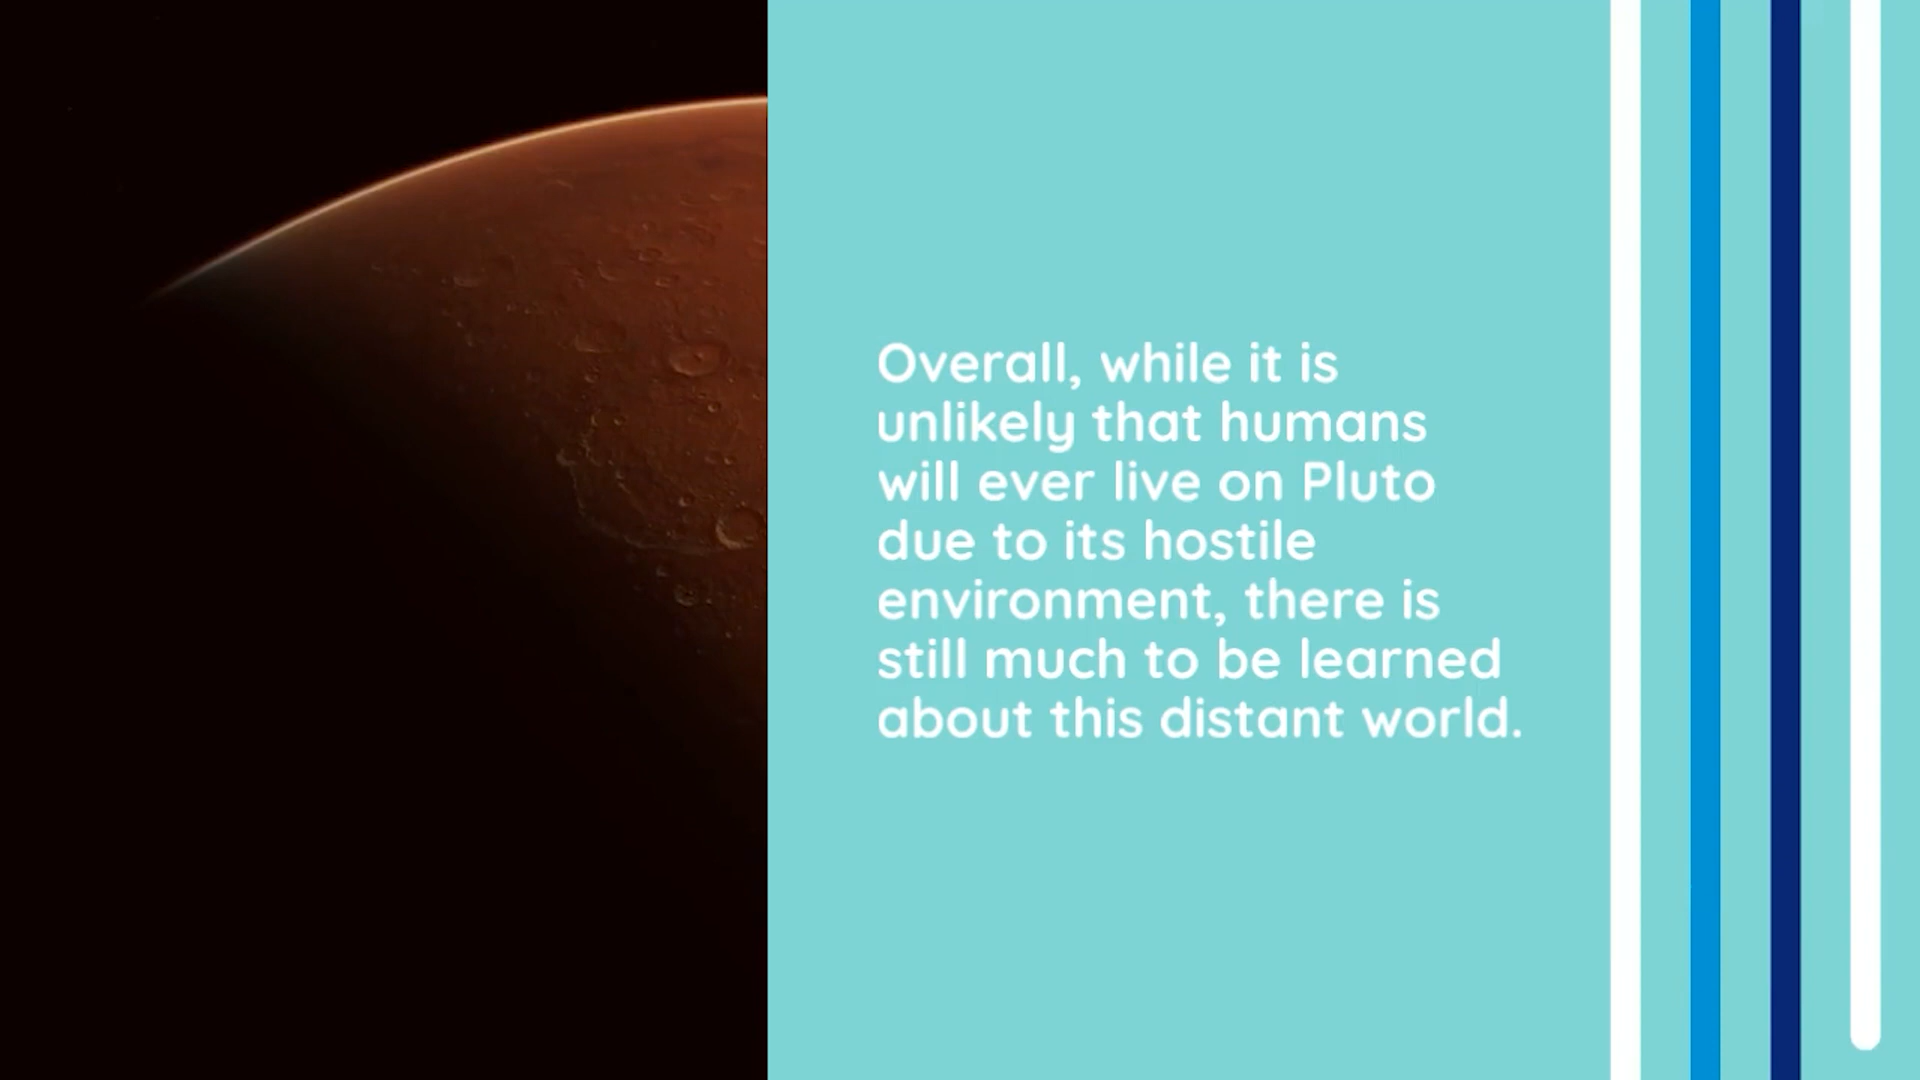 Overall, while it is
unlikely that humans
will ever live on Pluto
due to its hostile
environment, there is
still much to be learned
about this distant world.